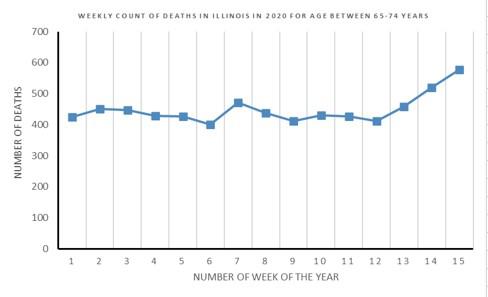 WEEKLY COUNT OF DEATHS IN ILLINOIS IN 2020 FOR AGE BETWEEN 65-74 YEARS
NUMBER OF DEATHS
700
600
500
400
300
200
100
0
1 2 3 4 5 6 7 8 9 10 11 12 13 14 15
NUMBER OF WEEK OF THE YEAR